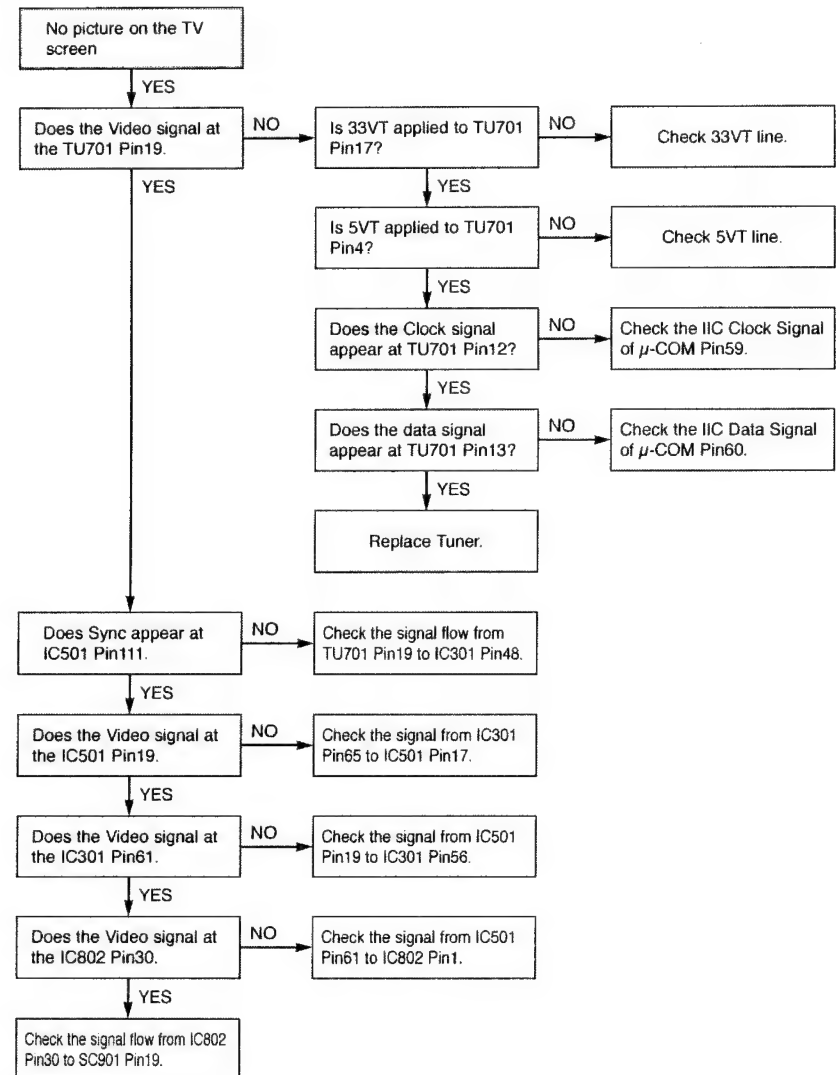 No picture on the TV
screen
YES
Does the Video signal at
the TU701 Pin19.
NO
Is 33VT applied to TU701
Pin17?
NO
Check 33VT line.
YES
YES
Is 5VT applied to TU701
Pin4?
NO
Check 5VT line.
YES
Does the Clock signal
appear at TU701 Pin12?
NO
Check the IIC Clock Signal
of μ-COM Pin59.
YES
Does the data signal
appear at TU701 Pin13?
NO
Check the IIC Data Signal
of μ-COM Pin60.
YES
Replace Tuner.
Does Sync appear at
IC501 Pin111.
NO
Check the signal flow from
TU701 Pin19 to IC301 Pin48.
YES
Does the Video signal at
the IC501 Pin19.
NO
Check the signal from IC301
Pin65 to IC501 Pin17.
YES
Does the Video signal at
the IC301 Pin61.
NO
Check the signal from IC501
Pin19 to IC301 Pin56.
YES
Does the Video signal at
the IC802 Pin30.
NO
Check the signal from IC501
Pin61 to IC802 Pin1.
YES
Check the signal flow from IC802
Pin30 to SC901 Pin19.